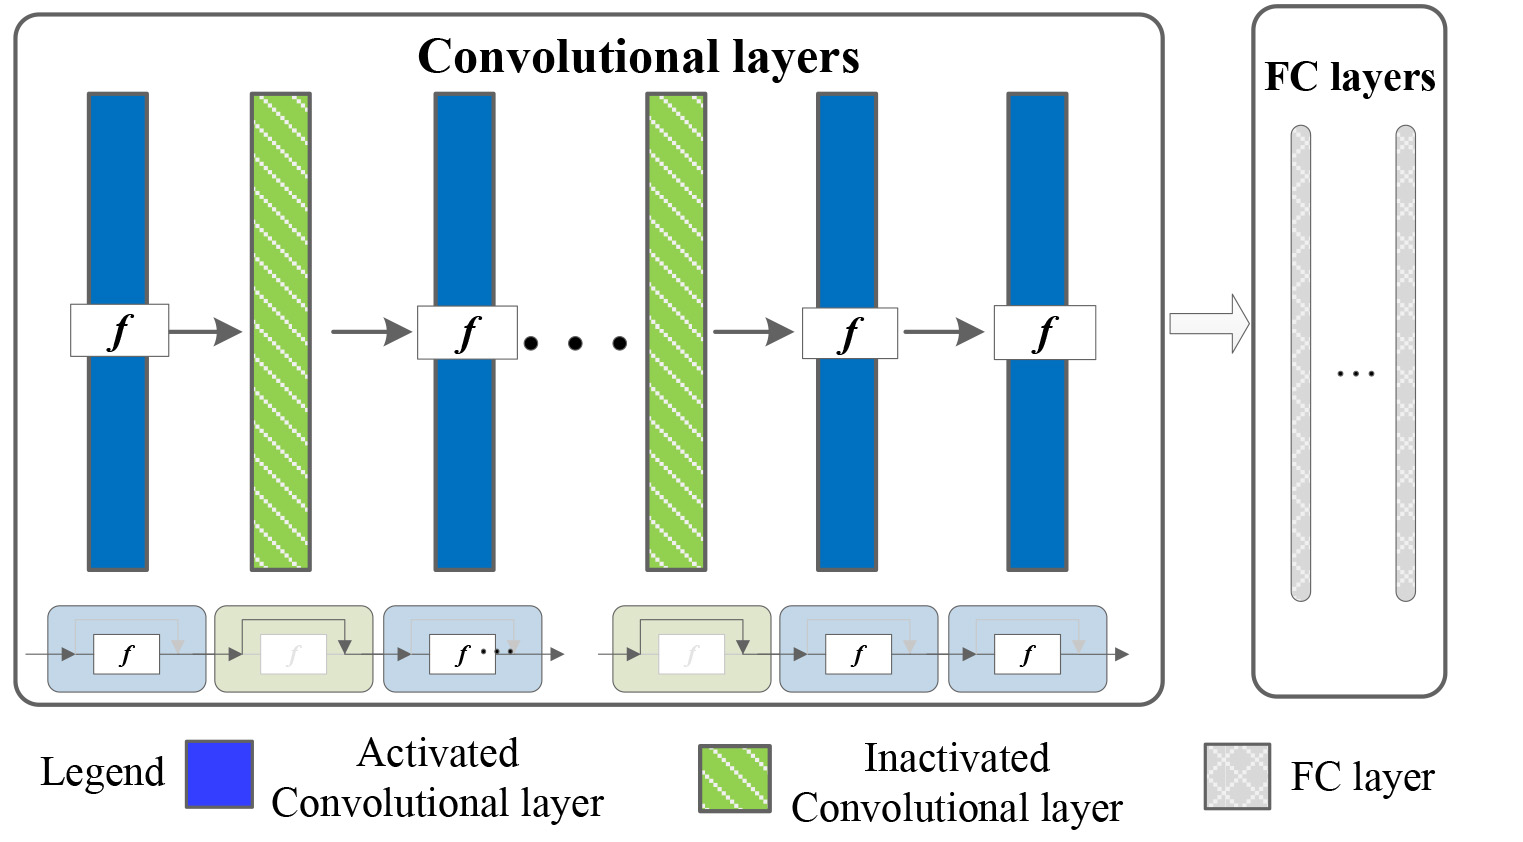 Convolutional layers
FC layers
f
f
• • •
f
f
...
f
f
f
...
f
f
f
Legend
Activated
Convolutional layer
Inactivated
Convolutional layer
FC layer